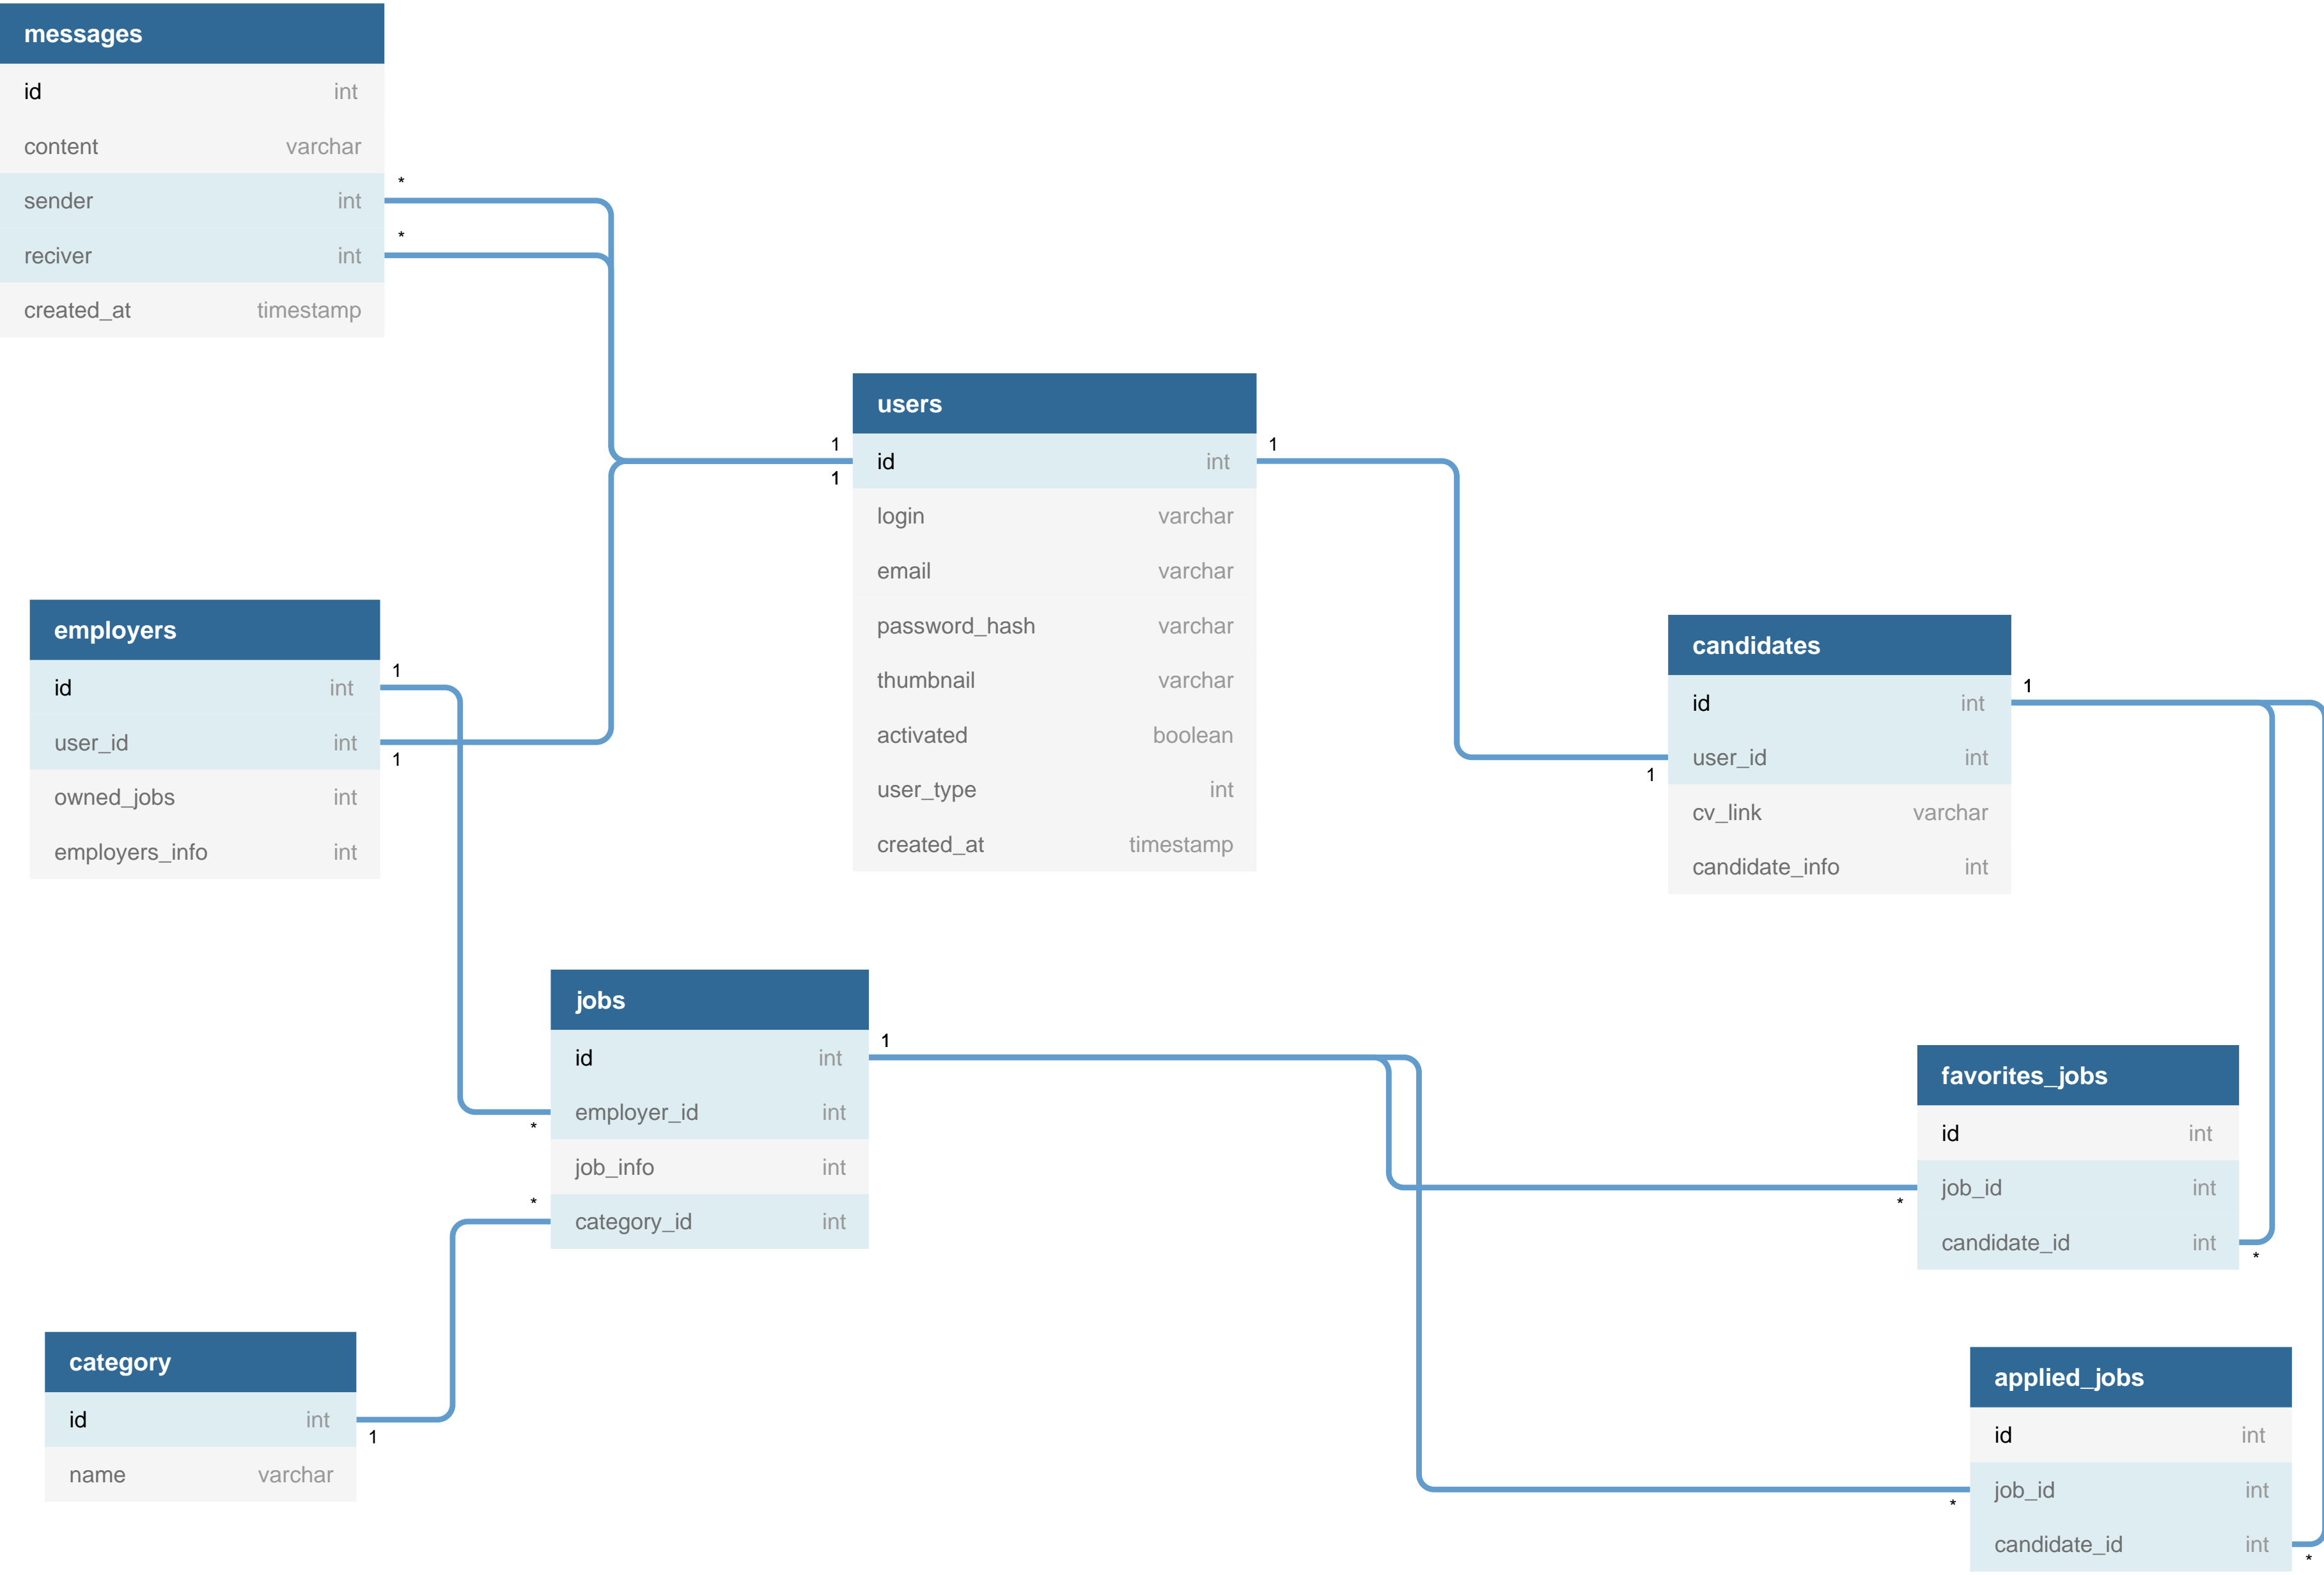 messages
id int
content varchar
sender int
reciver int
created_at timestamp
*
*
users
id int
login varchar
email varchar
password_hash varchar
thumbnail varchar
activated boolean
user_type int
created_at timestamp
1
1
1
employers
id int
user_id int
owned_jobs int
employers_info int
1
1
candidates
id int
user_id int
cv_link varchar
candidate_info int
1
1
jobs
id int
employer_id int
job_info int
category_id int
1
*
*
favorites_jobs
id int
job_id int
candidate_id int
*
*
category
id int
name varchar
1
applied_jobs
id int
job_id int
candidate_id int
*
*